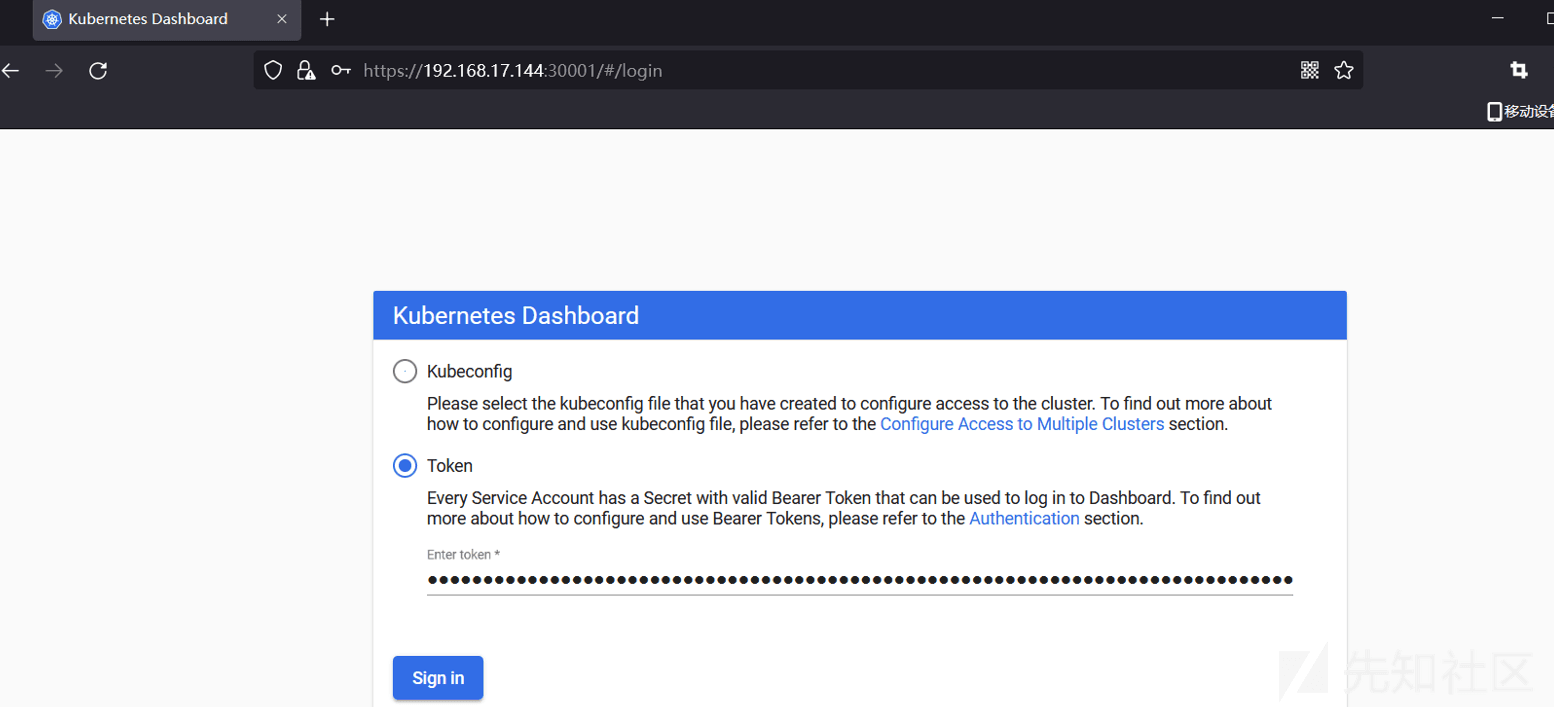 Kubernetes Dashboard
https://192.168.17.144:30001/#/login
移动设备
Kubernetes Dashboard
Kubeconfig
Please select the kubeconfig file that you have created to configure access to the cluster. To find out more about
how to configure and use kubeconfig file, please refer to the Configure Access to Multiple Clusters section.
Token
Every Service Account has a Secret with valid Bearer Token that can be used to log in to Dashboard. To find out
more about how to configure and use Bearer Tokens, please refer to the Authentication section.
Enter token *
Sign in
先知社区